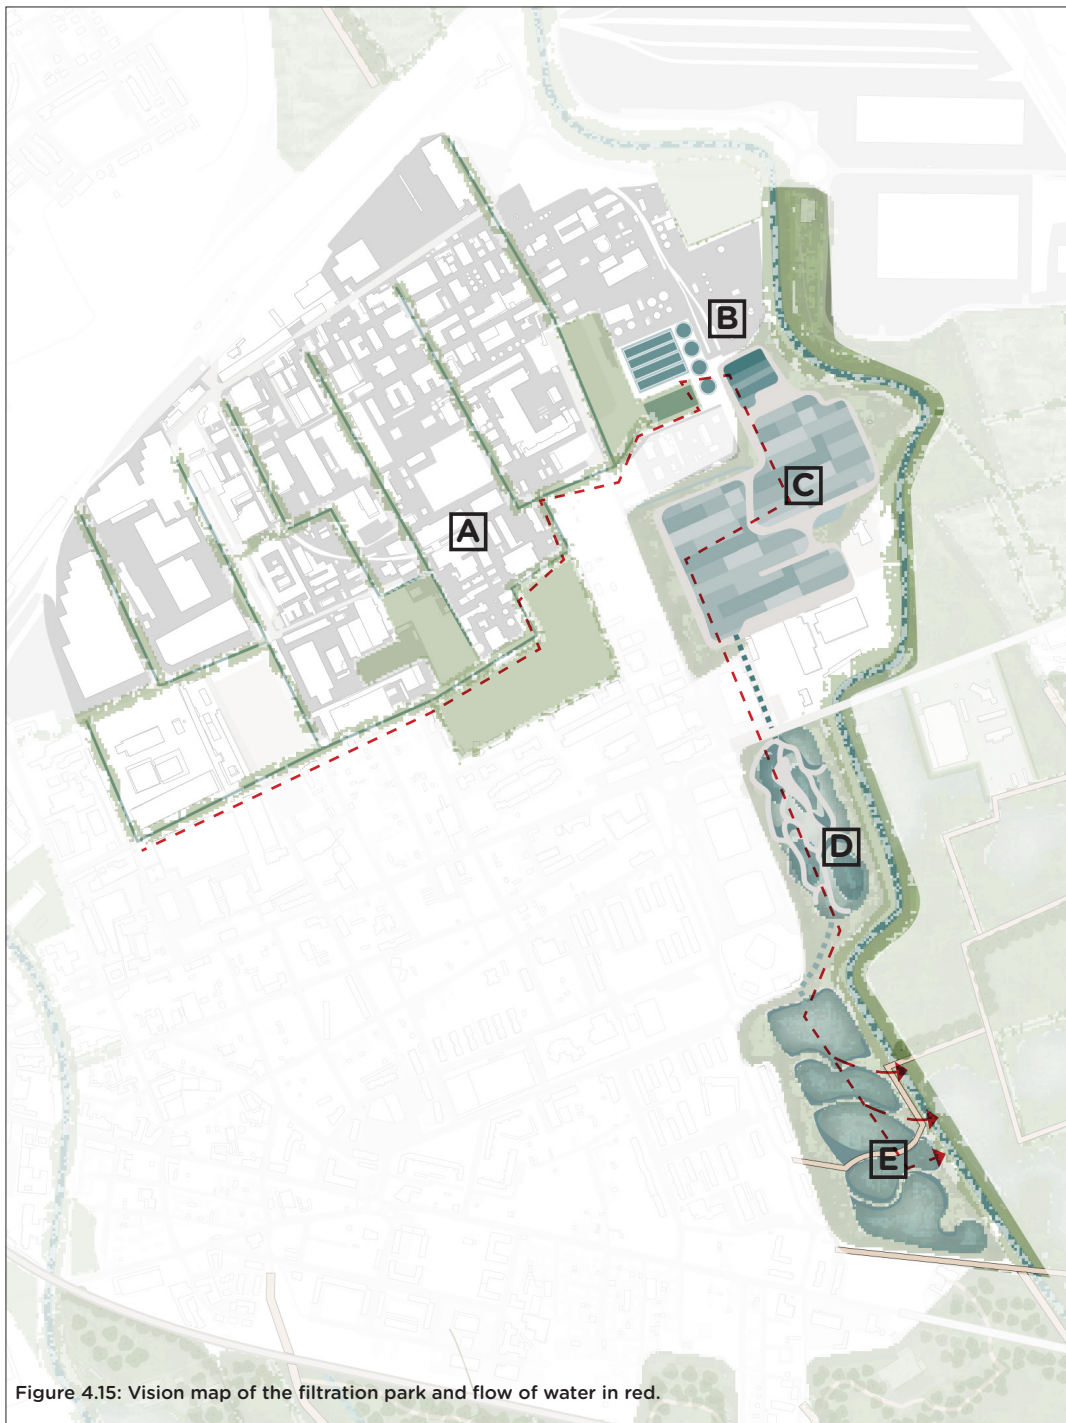 B
C
A
D
E
Figure 4.15: Vision map of the filtration park and flow of water in red.